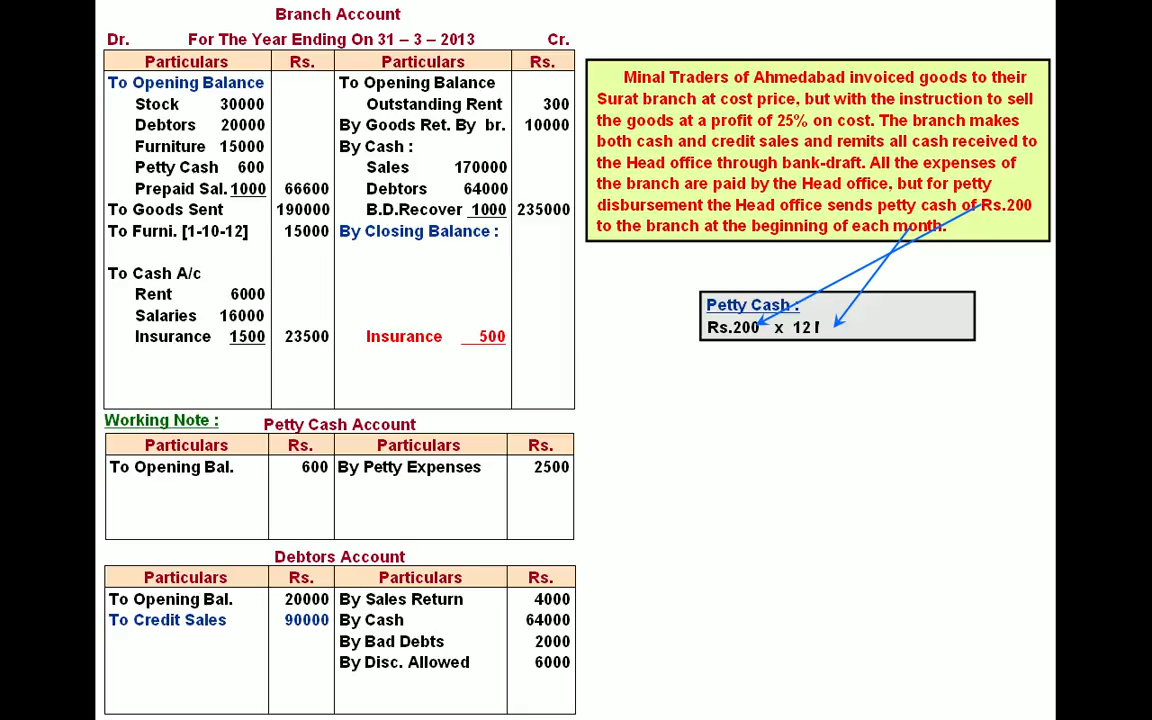 Branch Account
Dr. For The Year Ending On 31 – 3 – 2013 Cr.
Particulars Rs. Particulars Rs.
To Opening Balance To Opening Balance
Stock 30000 Outstanding Rent 300
Debtors 20000 By Goods Ret. By br. 10000
Furniture 15000 By Cash :
Petty Cash 600 Sales 170000
Prepaid Sal. 1000 66600 Debtors 64000
To Goods Sent 190000 B.D.Recover 1000 235000
To Furni. [1-10-12] 15000 By Closing Balance :
To Cash A/c
Rent 6000
Salaries 16000
Insurance 1500 23500 Insurance 500
Minal Traders of Ahmedabad invoiced goods to their
Surat branch at cost price, but with the instruction to sell
the goods at a profit of 25% on cost. The branch makes
both cash and credit sales and remits all cash received to
the Head office through bank-draft. All the expenses of
the branch are paid by the Head office, but for petty
disbursement the Head office sends petty cash of Rs.200
to the branch at the beginning of each month.
Petty Cash :
Rs.200 x 12
Working Note :
Petty Cash Account
Particulars Rs. Particulars Rs.
To Opening Bal. 600 By Petty Expenses 2500
Debtors Account
Particulars Rs. Particulars Rs.
To Opening Bal. 20000 By Sales Return 4000
To Credit Sales 90000 By Cash 64000
By Bad Debts 2000
By Disc. Allowed 6000